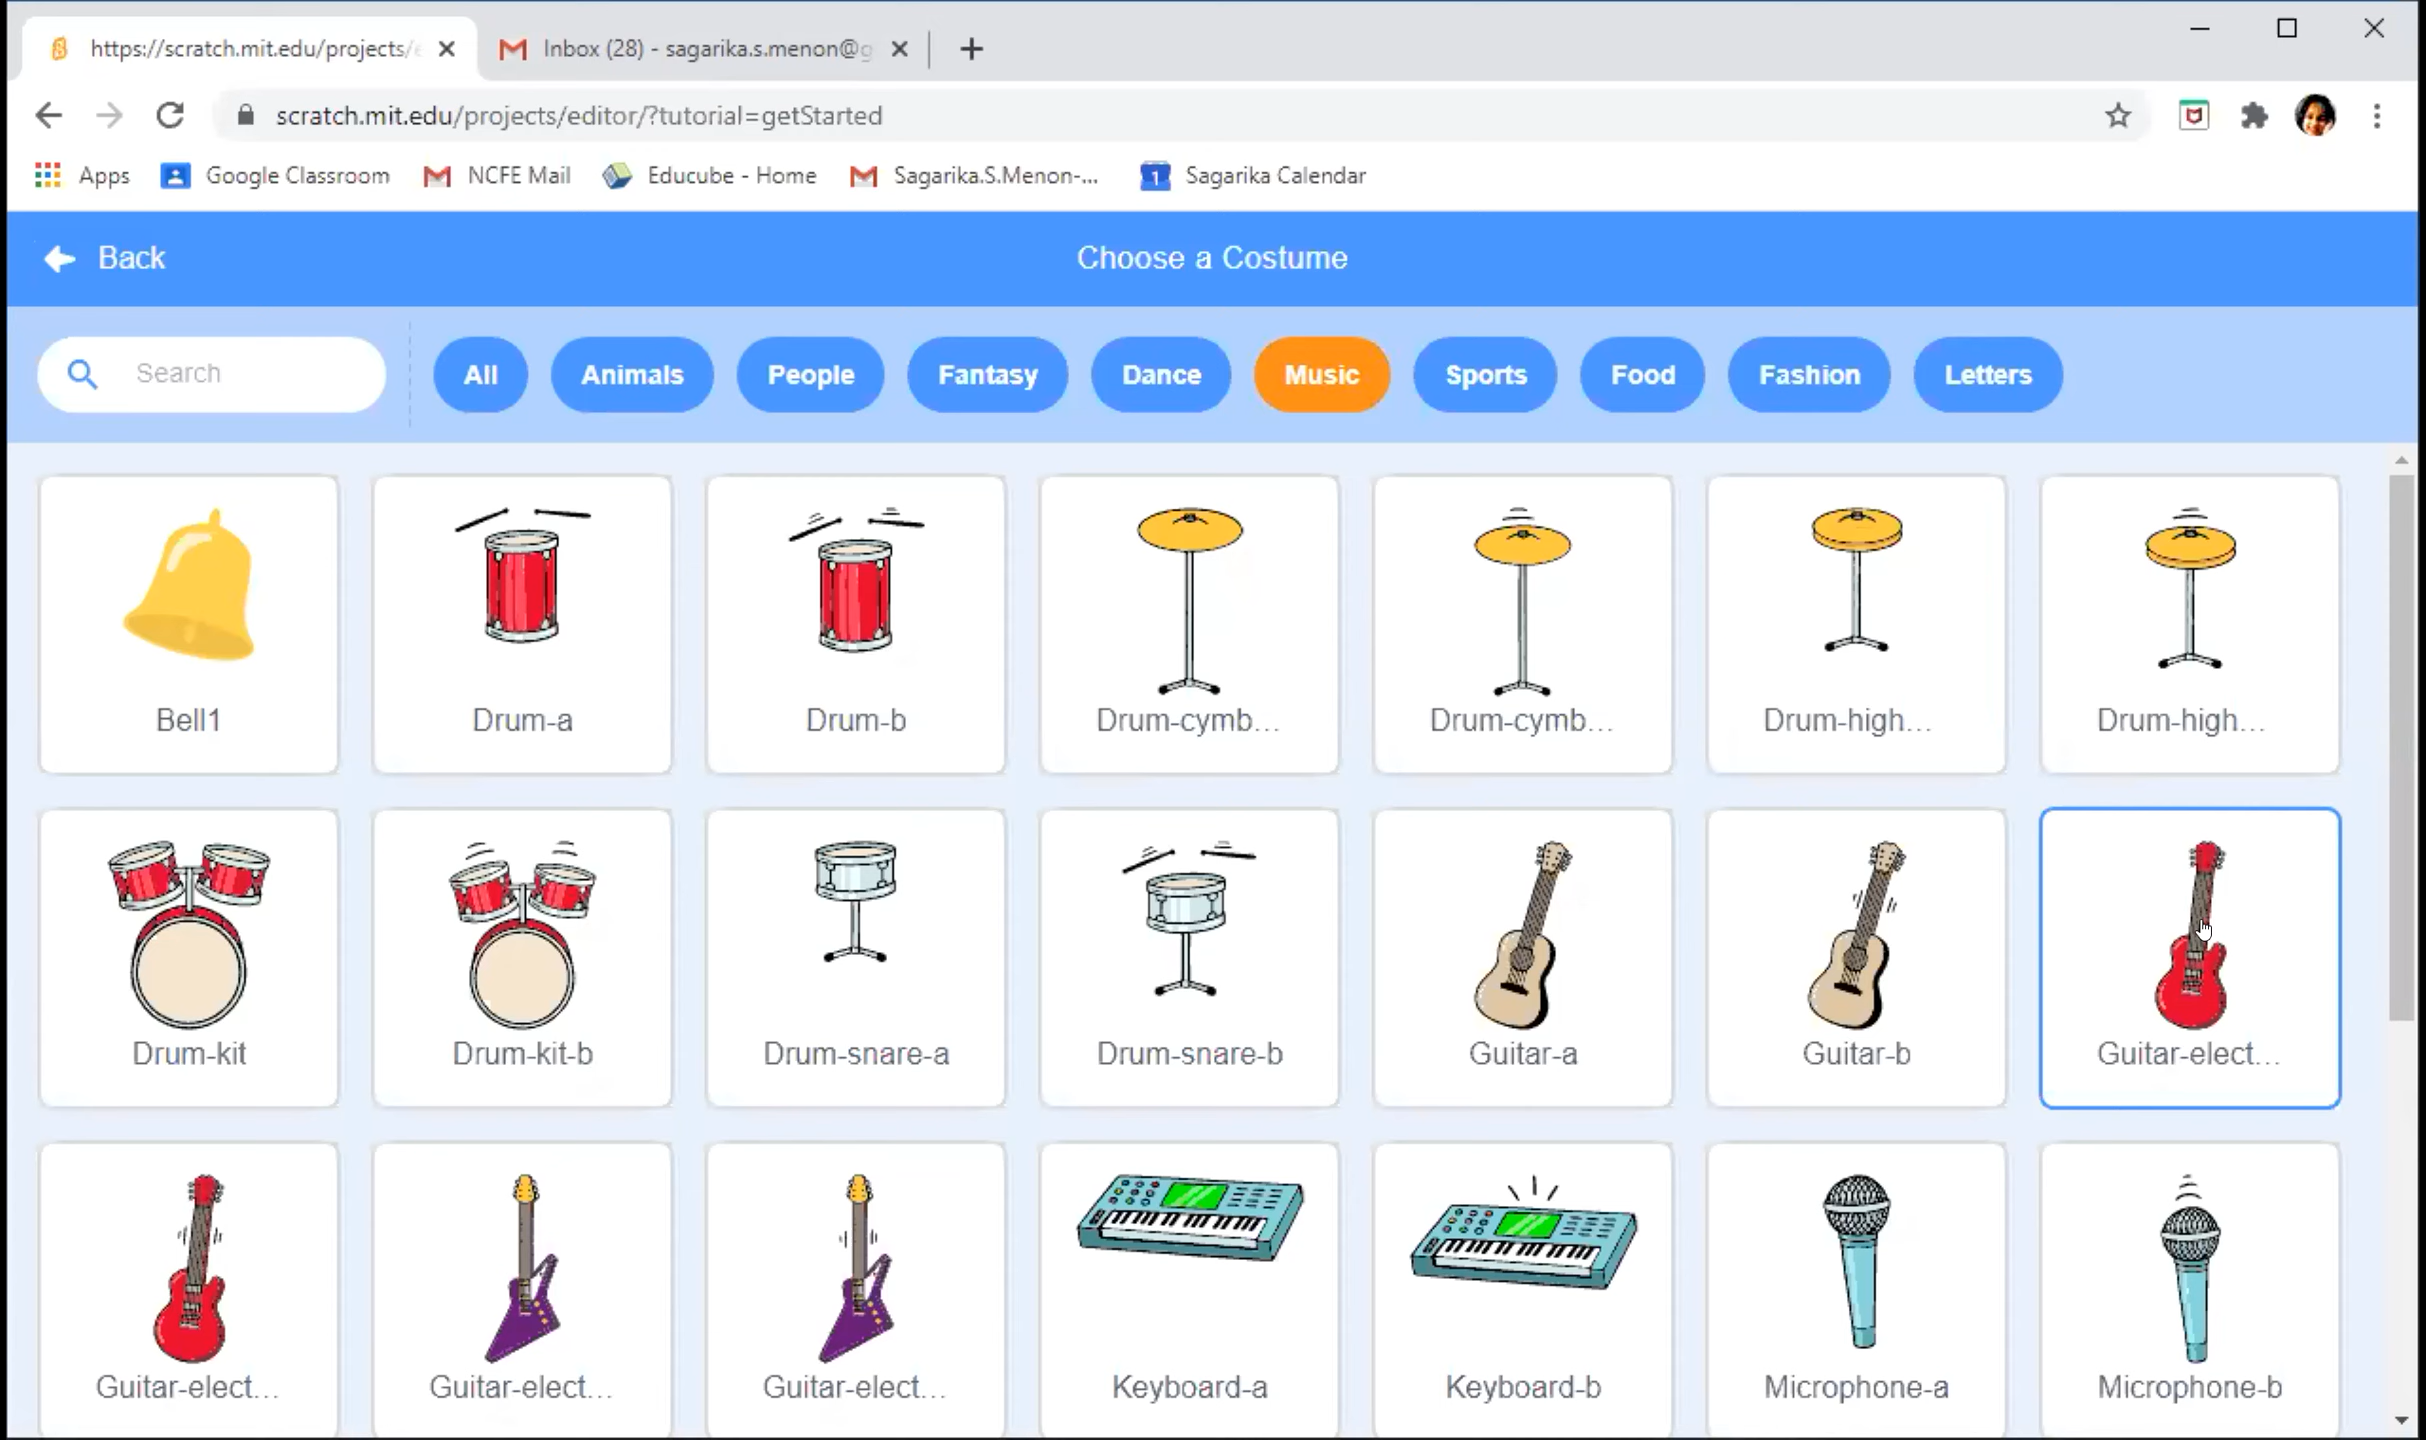 https://scratch.mit.edu/projects/e
Inbox (28) - sagarika.s.menon@g
scratch.mit.edu/projects/editor/?tutorial=getStarted
Apps Google Classroom NCFE Mail Educube - Home Sagarika.S.Menon-... 1 Sagarika Calendar
Back Choose a Costume
Search All Animals People Fantasy Dance Music Sports Food Fashion Letters
Bell1 Drum-a Drum-b Drum-cymb... Drum-cymb... Drum-high... Drum-high...
Drum-kit Drum-kit-b Drum-snare-a Drum-snare-b Guitar-a Guitar-b Guitar-elect...
Guitar-elect... Guitar-elect... Guitar-elect... Keyboard-a Keyboard-b Microphone-a Microphone-b